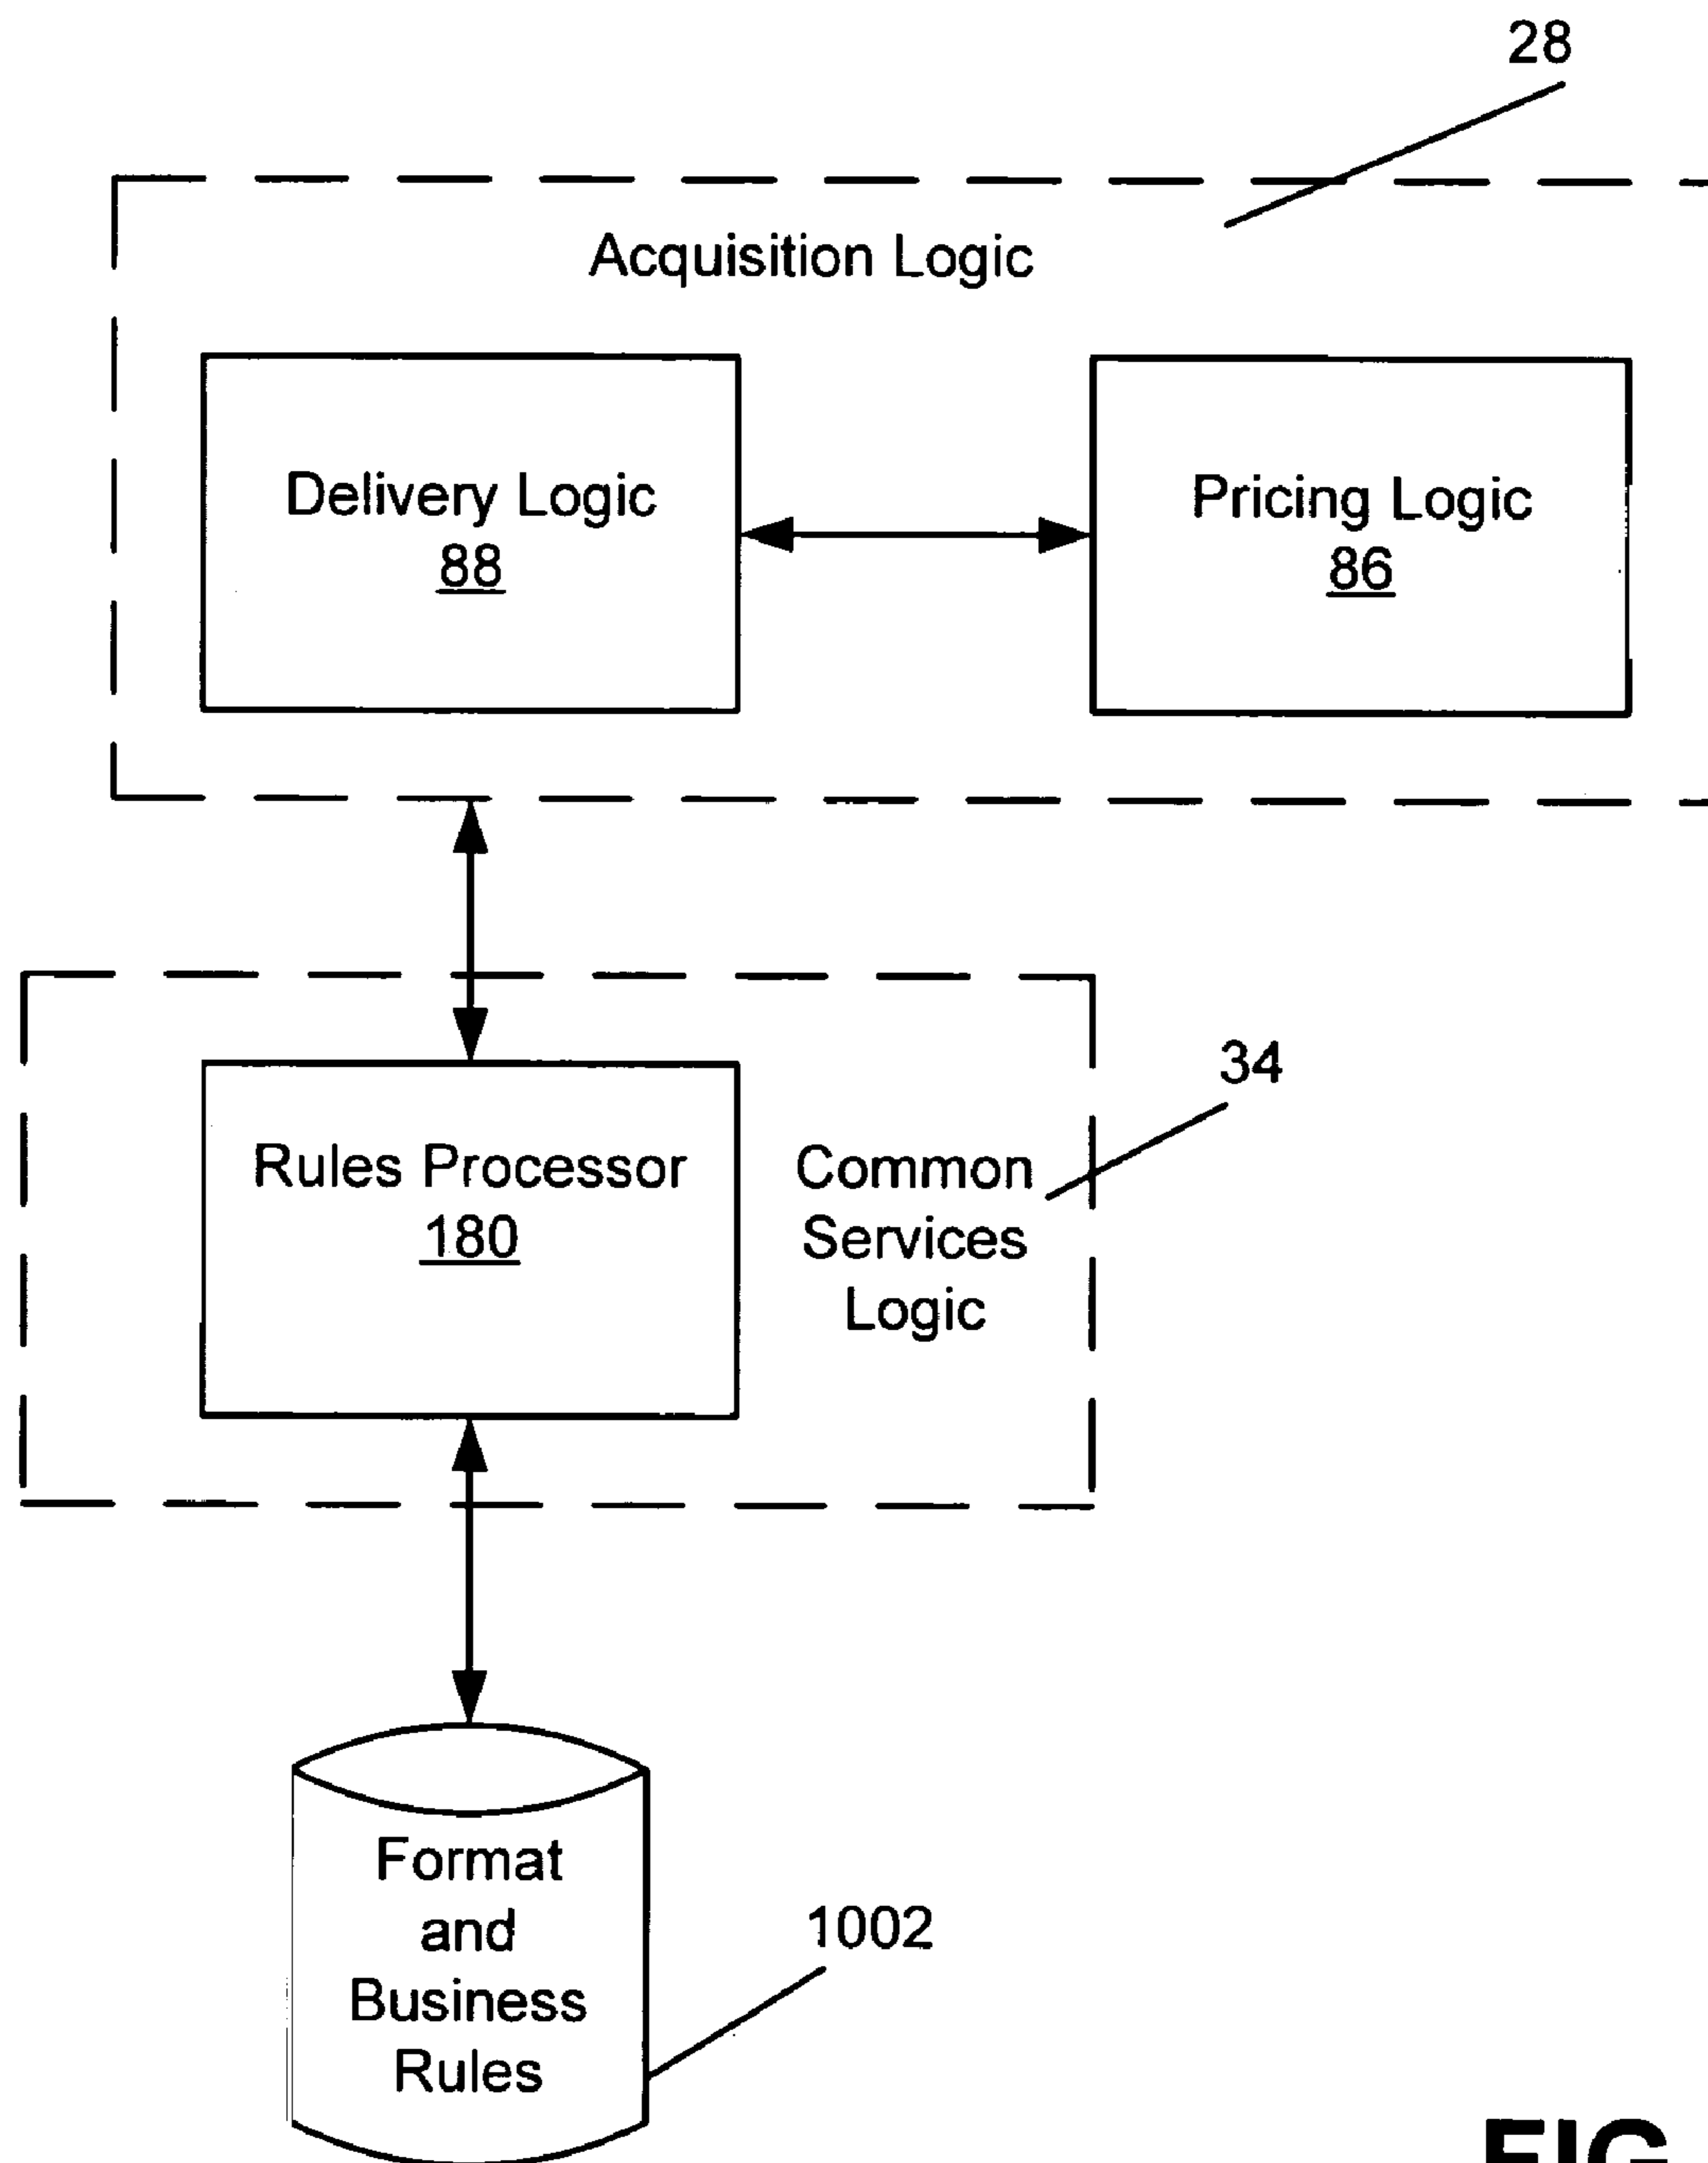 28
Acquisition Logic
Delivery Logic
88
Pricing Logic
86
34
Rules Processor
180
Common
Services
Logic
Format
and
Business
Rules
1002
FIG